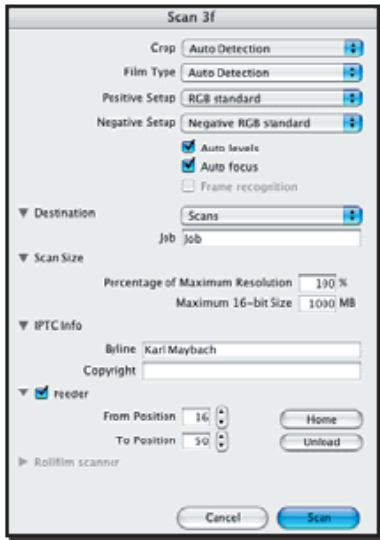 Scan 3f
Crop Auto Detection
Film Type Auto Detection
Positive Setup RGB standard
Negative Setup Negative RGB standard
Auto levels
Auto focus
Frame recognition
Destination Scans
Job Job
Scan Size
Percentage of Maximum Resolution 100 %
Maximum 16-bit Size 1000 MB
IPTC Info
Byline Karl Maybach
Copyright
Feeder
From Position 16 Home
To Position 50 Unload
Rollfilm scanner
Cancel Scan